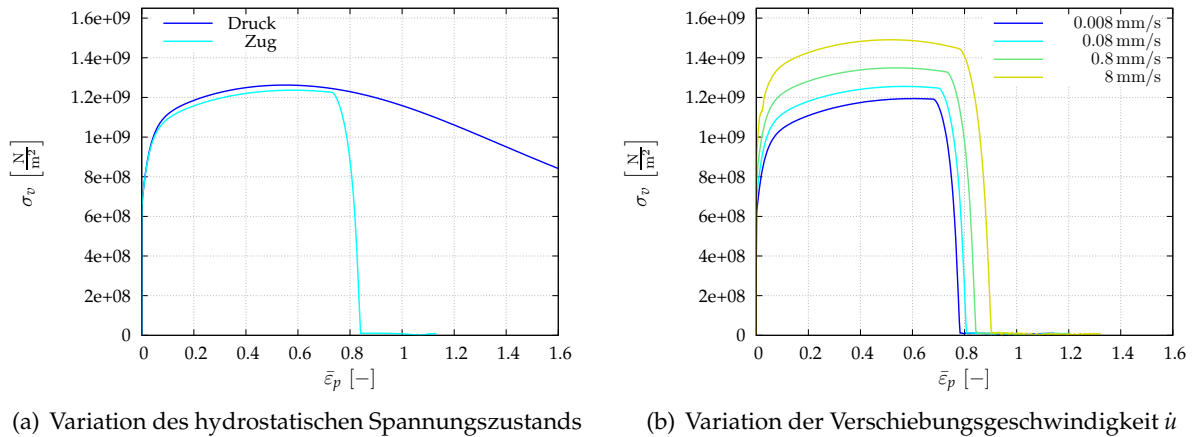 1.6e+09
1.4e+09
1.2e+09
1e+09
8e+08
6e+08
4e+08
2e+08
0
σ_v [N/m²]
Druck
Zug
0 0.2 0.4 0.6 0.8 1 1.2 1.4 1.6
ε̄_p [−]
(a) Variation des hydrostatischen Spannungszustands
1.6e+09
1.4e+09
1.2e+09
1e+09
8e+08
6e+08
4e+08
2e+08
0
σ_v [N/m²]
0.008 mm/s
0.08 mm/s
0.8 mm/s
8 mm/s
0 0.2 0.4 0.6 0.8 1 1.2 1.4 1.6
ε̄_p [−]
(b) Variation der Verschiebungsgeschwindigkeit u̇